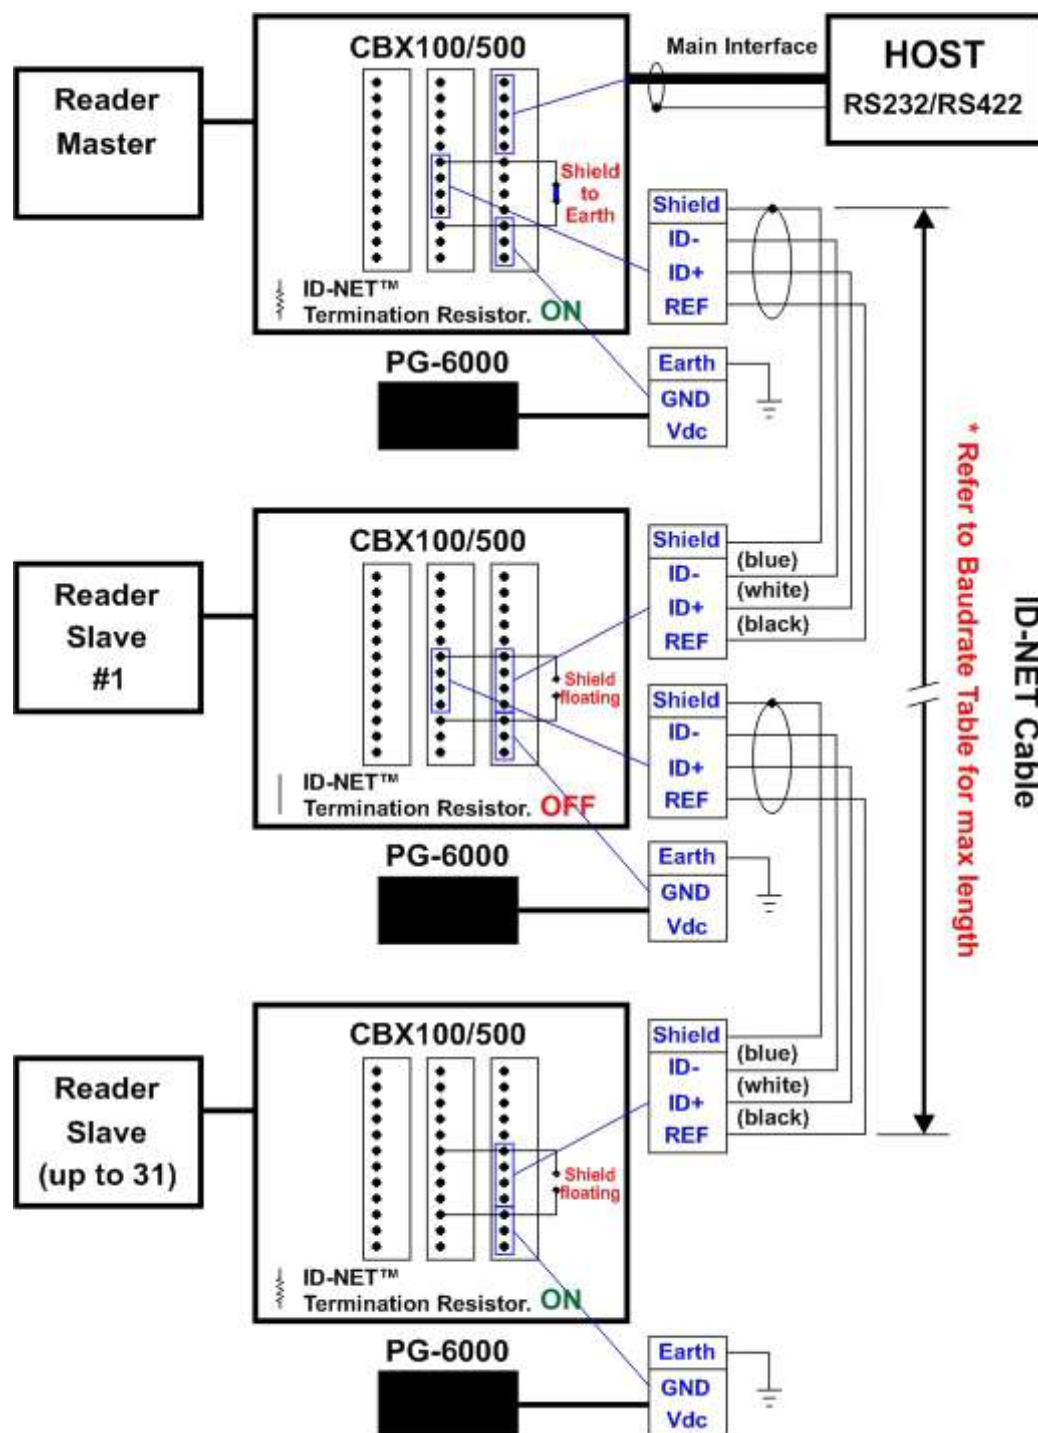 CBX100/500
Main Interface
HOST
RS232/RS422
Reader
Master
Shield
to
Earth
Shield
ID-
ID+
REF
ID-NET™
Termination Resistor. ON
PG-6000
Earth
GND
Vdc
CBX100/500
Reader
Slave
#1
Shield
floating
Shield
ID-
ID+
REF
(blue)
(white)
(black)
Shield
ID-
ID+
REF
ID-NET™
Termination Resistor. OFF
PG-6000
Earth
GND
Vdc
* Refer to Baudrate Table for max length
ID-NET Cable
CBX100/500
Reader
Slave
(up to 31)
Shield
floating
Shield
ID-
ID+
REF
(blue)
(white)
(black)
ID-NET™
Termination Resistor. ON
PG-6000
Earth
GND
Vdc